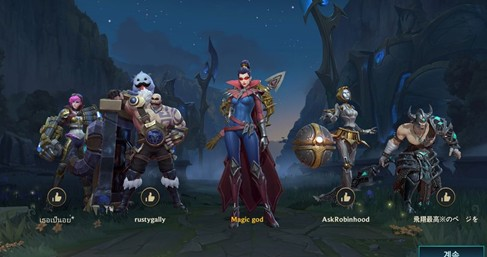 เธอเป็นอบ*
rustygally
Magic god
AskRobinhood
飛翔最高※のページを
계속